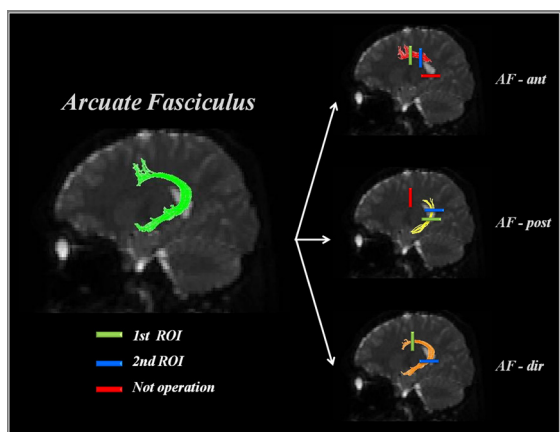 Arcuate Fasciculus
1st ROI
2nd ROI
Not operation
AF - ant
AF - post
AF - dir